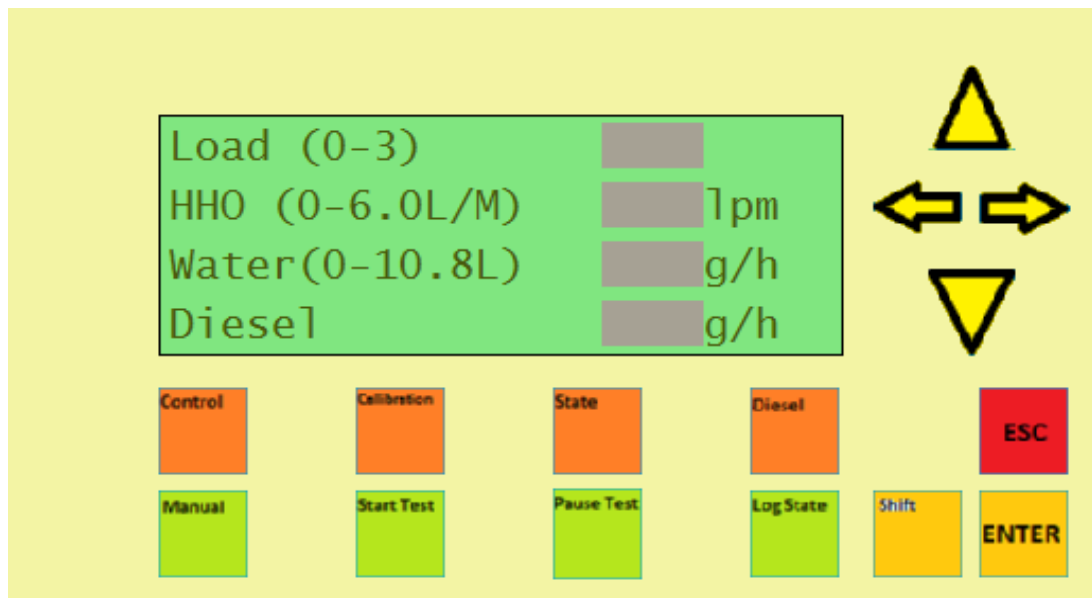 Load (0-3)
HHO (0-6.0L/M) lpm
Water(0-10.8L) g/h
Diesel g/h
Control Callibration State Diesel ESC
Manual Start Test Pause Test Log State Shift ENTER